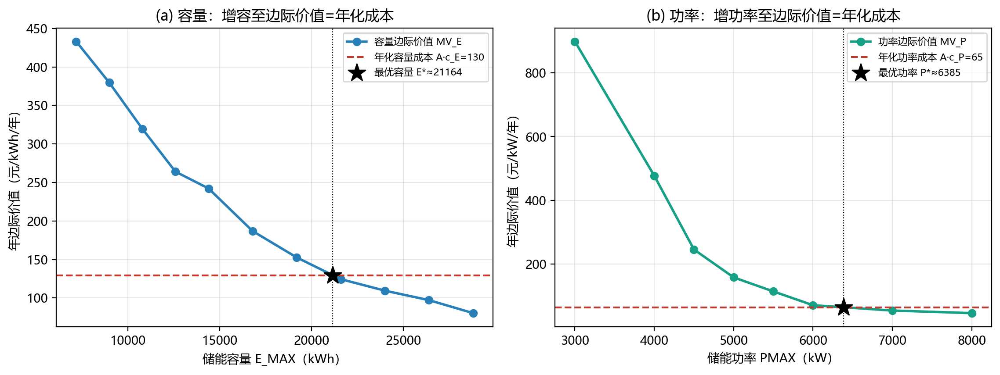 (a) 容量：增容至边际价值=年化成本
450
400
350
300
250
200
150
100
年边际价值（元/kWh/年）
容量边际价值 MV_E
年化容量成本 A·c_E=130
最优容量 E*≈21164
10000
15000
20000
25000
储能容量 E_MAX（kWh）
(b) 功率：增功率至边际价值=年化成本
800
600
400
200
年边际价值（元/kW/年）
功率边际价值 MV_P
年化功率成本 A·c_P=65
最优功率 P*≈6385
3000
4000
5000
6000
7000
8000
储能功率 PMAX（kW）